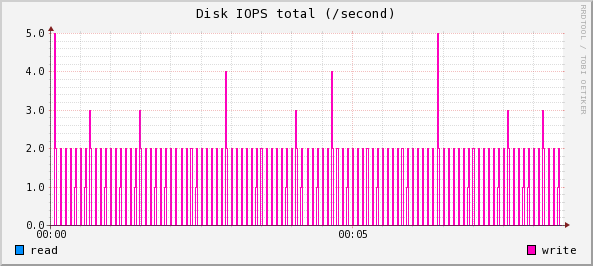 Disk IOPS total (/second)
RRDTOOL / TOBI OETIKER
5.0
4.0
3.0
2.0
1.0
0.0
00:00 00:05
read write